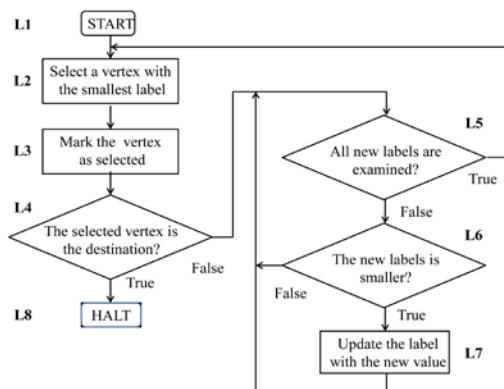 L1
START
L2
Select a vertex with
the smallest label
L3
Mark the vertex
as selected
L4
The selected vertex is
the destination?
False
True
L8
HALT
L5
All new labels are
examined?
True
False
L6
The new labels is
smaller?
False
True
L7
Update the label
with the new value